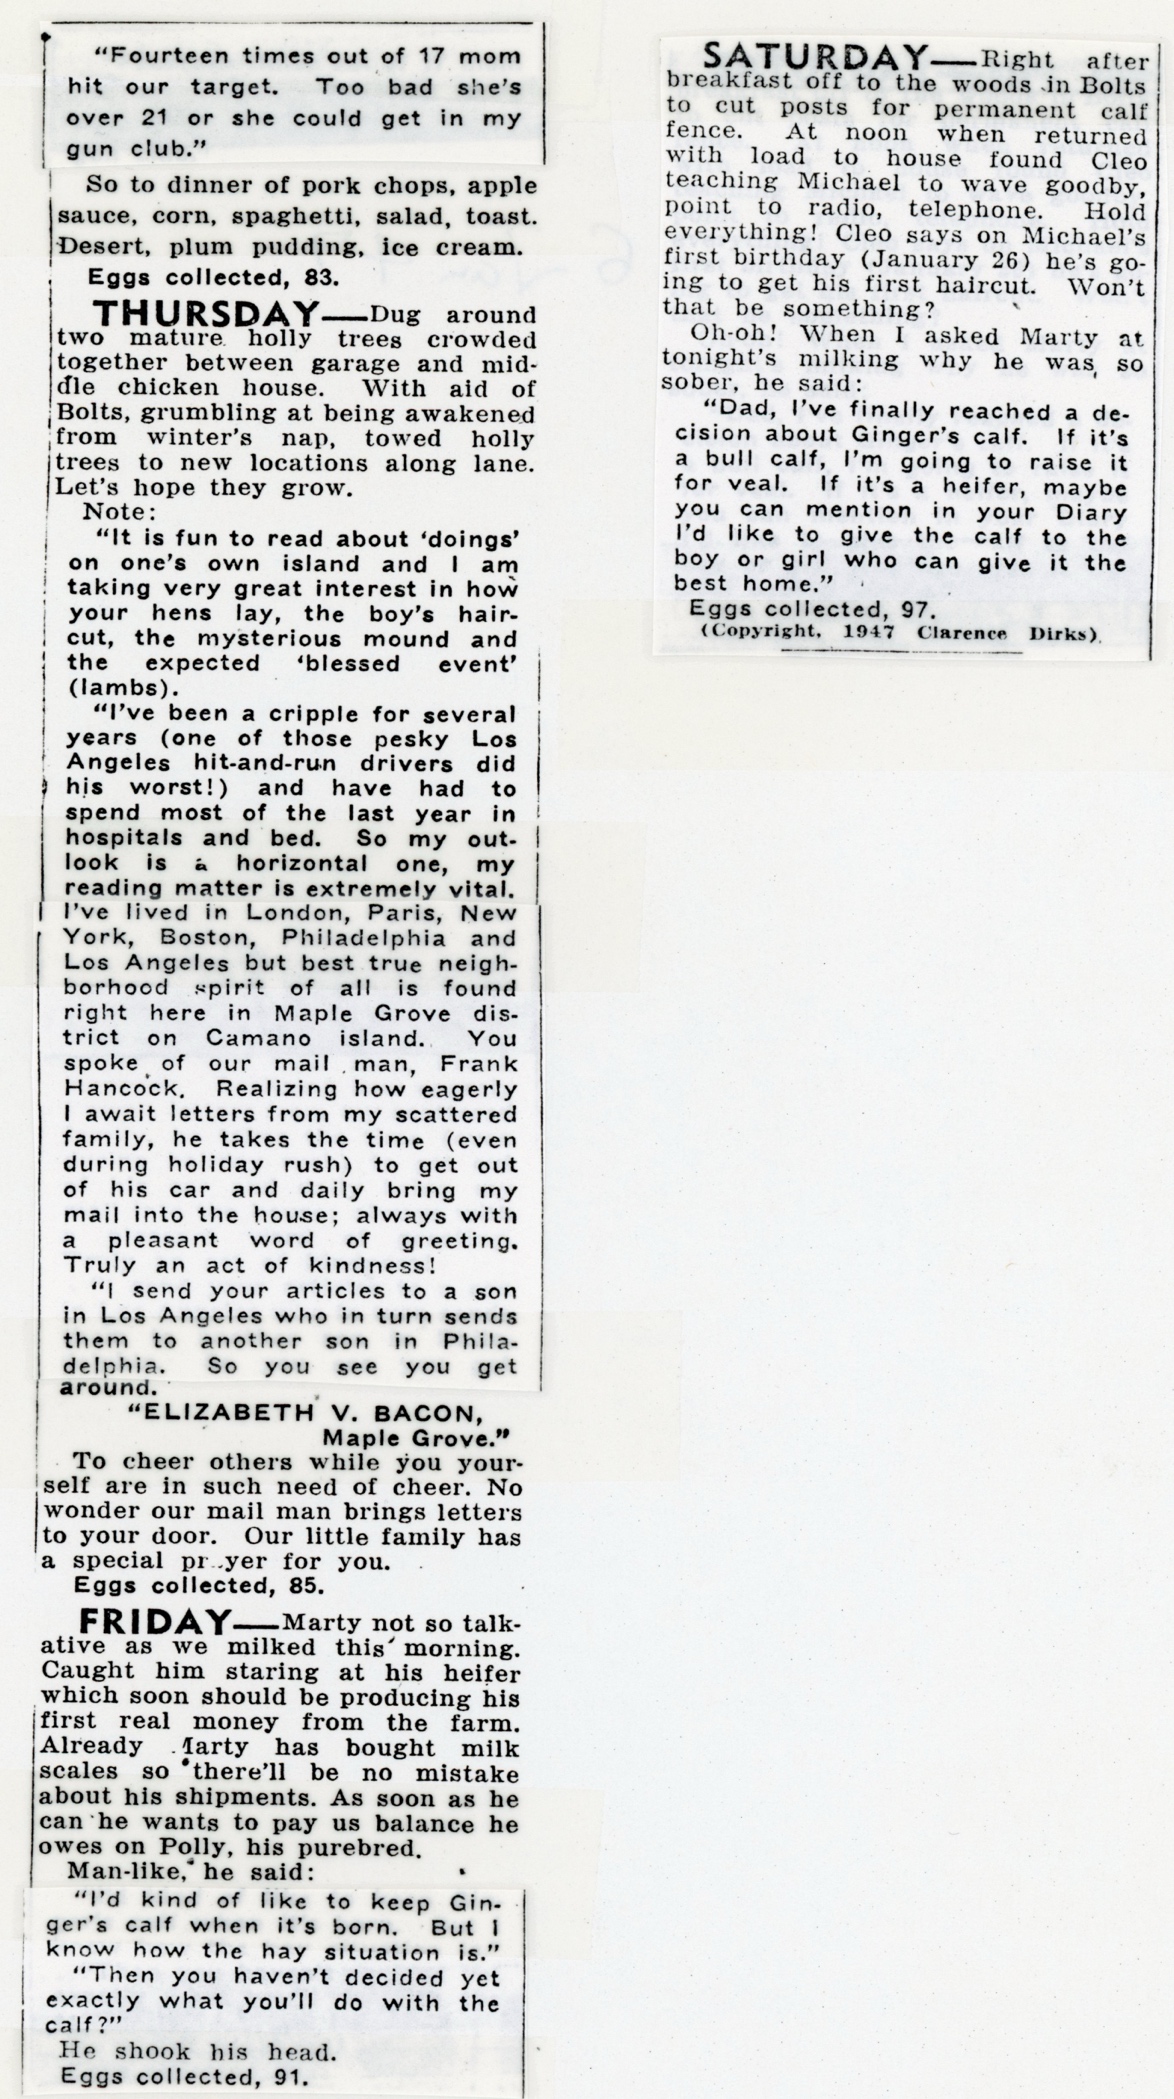 "Fourteen times out of 17 mom
hit our target. Too bad she's
over 21 or she could get in my
gun club."
So to dinner of pork chops, apple
sauce, corn, spaghetti, salad, toast.
Desert, plum pudding, ice cream.
Eggs collected, 83.
THURSDAY—Dug around
two mature holly trees crowded
together between garage and mid-
dle chicken house. With aid of
Bolts, grumbling at being awakened
from winter's nap, towed holly
trees to new locations along lane.
Let's hope they grow.
Note:
"It is fun to read about 'doings'
on one's own island and I am
taking very great interest in how
your hens lay, the boy's hair-
cut, the mysterious mound and
the expected 'blessed event'
(lambs).
"I've been a cripple for several
years (one of those pesky Los
Angeles hit-and-run drivers did
his worst!) and have had to
spend most of the last year in
hospitals and bed. So my out-
look is a horizontal one, my
reading matter is extremely vital.
I've lived in London, Paris, New
York, Boston, Philadelphia and
Los Angeles but best true neigh-
borhood spirit of all is found
right here in Maple Grove dis-
trict on Camano island. You
spoke of our mail man, Frank
Hancock. Realizing how eagerly
I await letters from my scattered
family, he takes the time (even
during holiday rush) to get out
of his car and daily bring my
mail into the house; always with
a pleasant word of greeting.
Truly an act of kindness!
"I send your articles to a son
in Los Angeles who in turn sends
them to another son in Phila-
delphia. So you see you get
around.
"ELIZABETH V. BACON,
Maple Grove."
To cheer others while you your-
self are in such need of cheer. No
wonder our mail man brings letters
to your door. Our little family has
a special pr yer for you.
Eggs collected, 85.
FRIDAY—Marty not so talk-
ative as we milked this morning.
Caught him staring at his heifer
which soon should be producing his
first real money from the farm.
Already Marty has bought milk
scales so there'll be no mistake
about his shipments. As soon as he
can he wants to pay us balance he
owes on Polly, his purebred.
Man-like, he said:
"I'd kind of like to keep Gin-
ger's calf when it's born. But I
know how the hay situation is."
"Then you haven't decided yet
exactly what you'll do with the
calf?"
He shook his head.
Eggs collected, 91.
SATURDAY—Right after
breakfast off to the woods in Bolts
to cut posts for permanent calf
fence. At noon when returned
with load to house found Cleo
teaching Michael to wave goodby,
point to radio, telephone. Hold
everything! Cleo says on Michael's
first birthday (January 26) he's go-
ing to get his first haircut. Won't
that be something?
Oh-oh! When I asked Marty at
tonight's milking why he was so
sober, he said:
"Dad, I've finally reached a de-
cision about Ginger's calf. If it's
a bull calf, I'm going to raise it
for veal. If it's a heifer, maybe
you can mention in your Diary
I'd like to give the calf to the
boy or girl who can give it the
best home."
Eggs collected, 97.
(Copyright, 1947 Clarence Dirks).